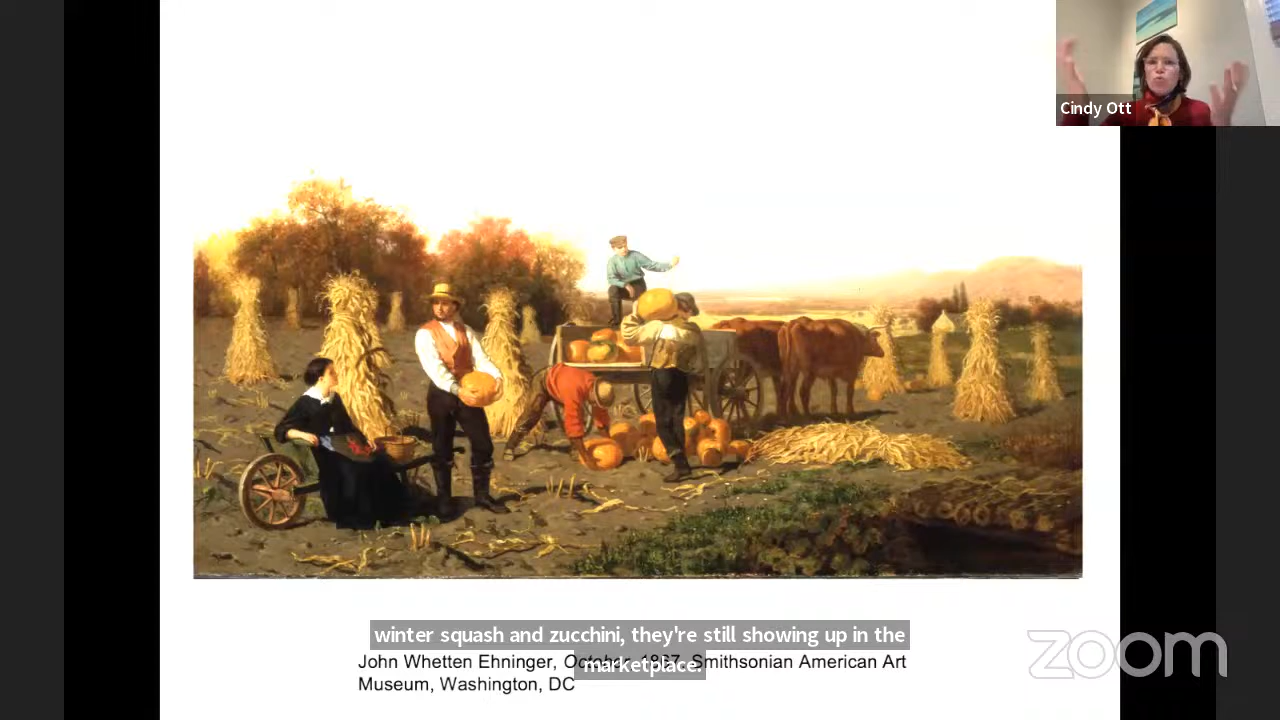 Cindy Ott
winter squash and zucchini, they're still showing up in the
marketplace.
John Whetten Ehninger, October, 1867, Smithsonian American Art
Museum, Washington, DC
zoom